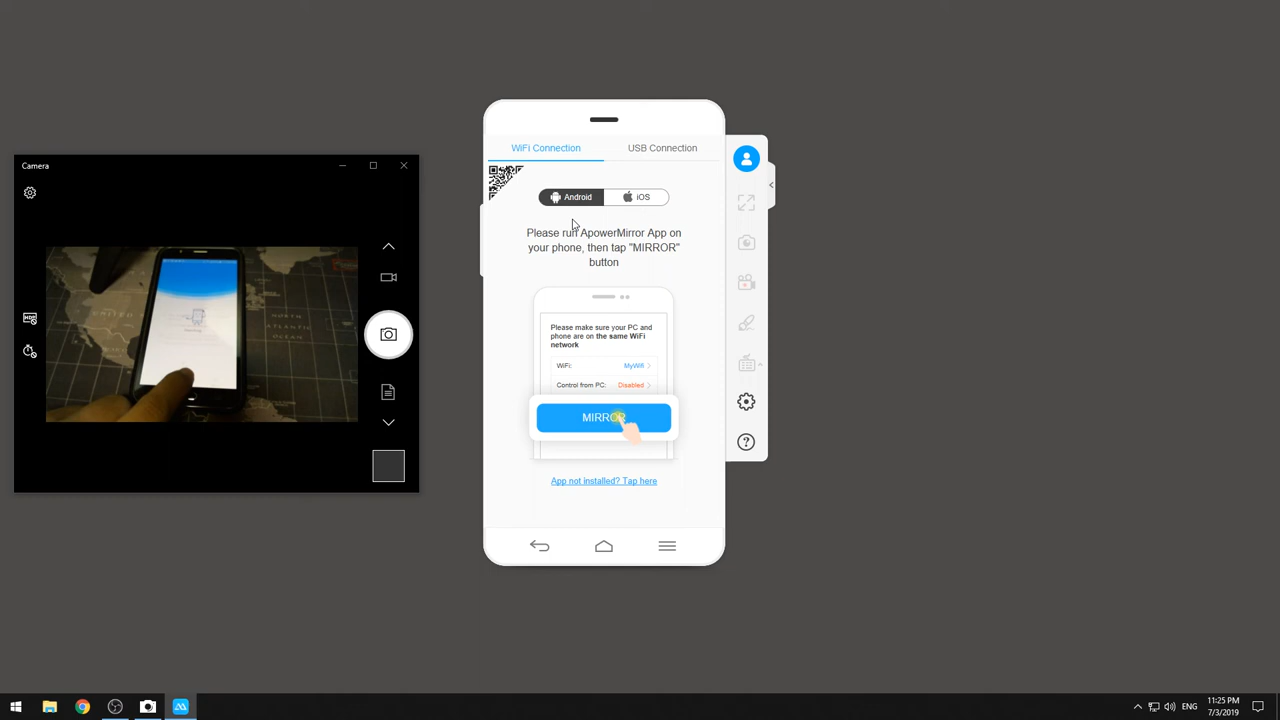 Camera
WiFi Connection
USB Connection
Android
iOS
Please run ApowerMirror App on
your phone, then tap "MIRROR"
button
Please make sure your PC and
phone are on the same WiFi
network
WiFi: MyWifi
Control from PC: Disabled
MIRROR
App not installed? Tap here
ENG
11:25 PM
7/3/2019